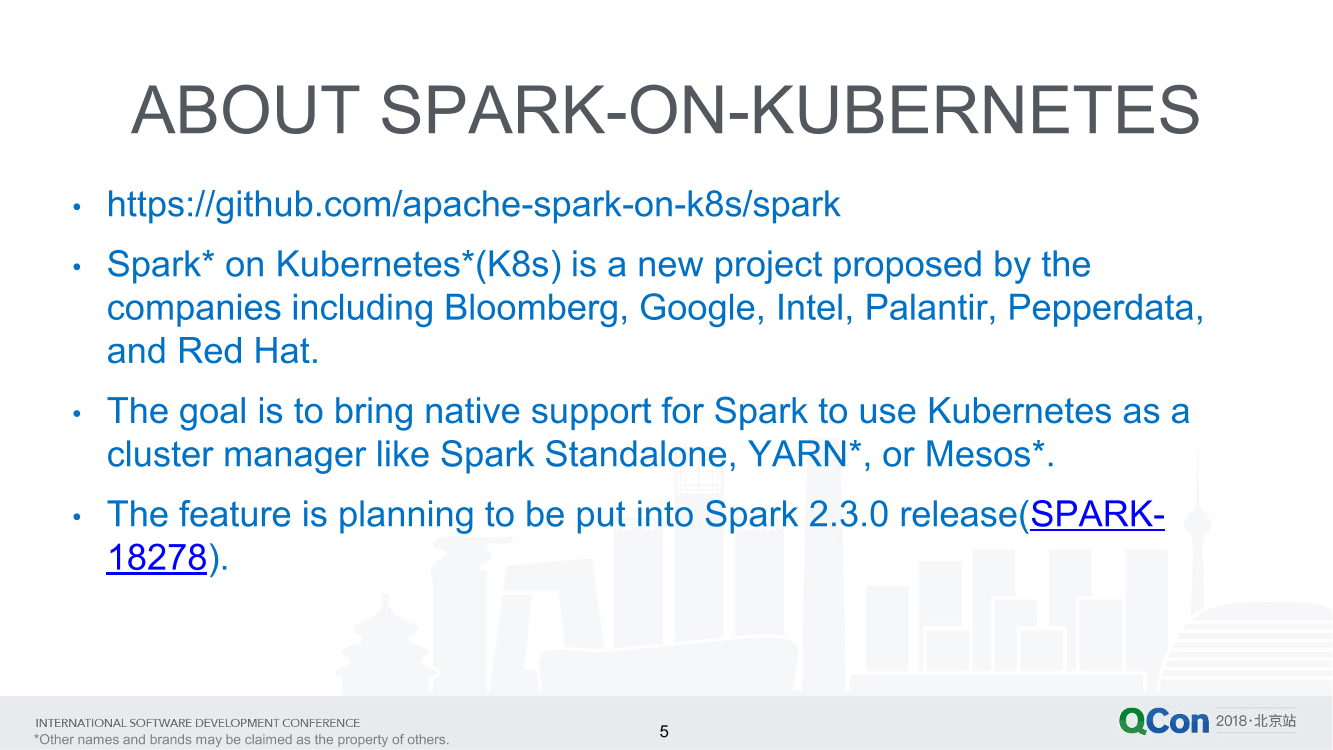 ABOUT SPARK-ON-KUBERNETES
• https://github.com/apache-spark-on-k8s/spark
• Spark* on Kubernetes*(K8s) is a new project proposed by the
companies including Bloomberg, Google, Intel, Palantir, Pepperdata,
and Red Hat.
• The goal is to bring native support for Spark to use Kubernetes as a
cluster manager like Spark Standalone, YARN*, or Mesos*.
• The feature is planning to be put into Spark 2.3.0 release(SPARK-
18278).
INTERNATIONAL SOFTWARE DEVELOPMENT CONFERENCE
*Other names and brands may be claimed as the property of others.
5
QCon 2018·北京站